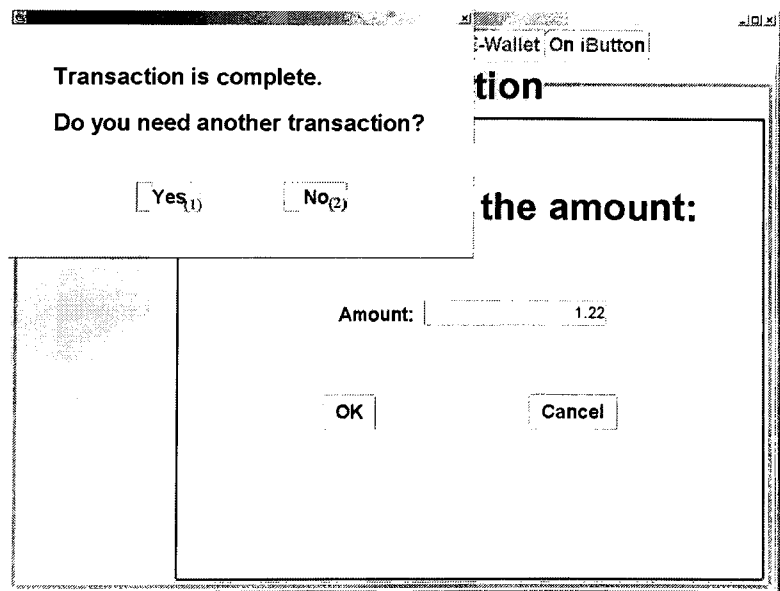 -Wallet On iButton
Transaction is complete.
tion
Do you need another transaction?
Yes(1) No(2)
the amount:
Amount: 1.22
OK Cancel